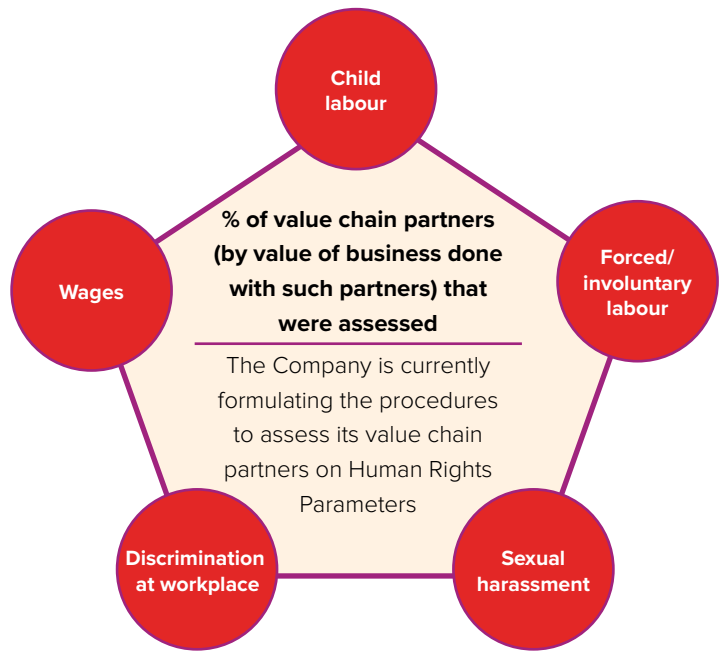 Child
labour
Forced/
involuntary
labour
Sexual
harassment
Discrimination
at workplace
Wages
% of value chain partners
(by value of business done
with such partners) that
were assessed
The Company is currently
formulating the procedures
to assess its value chain
partners on Human Rights
Parameters